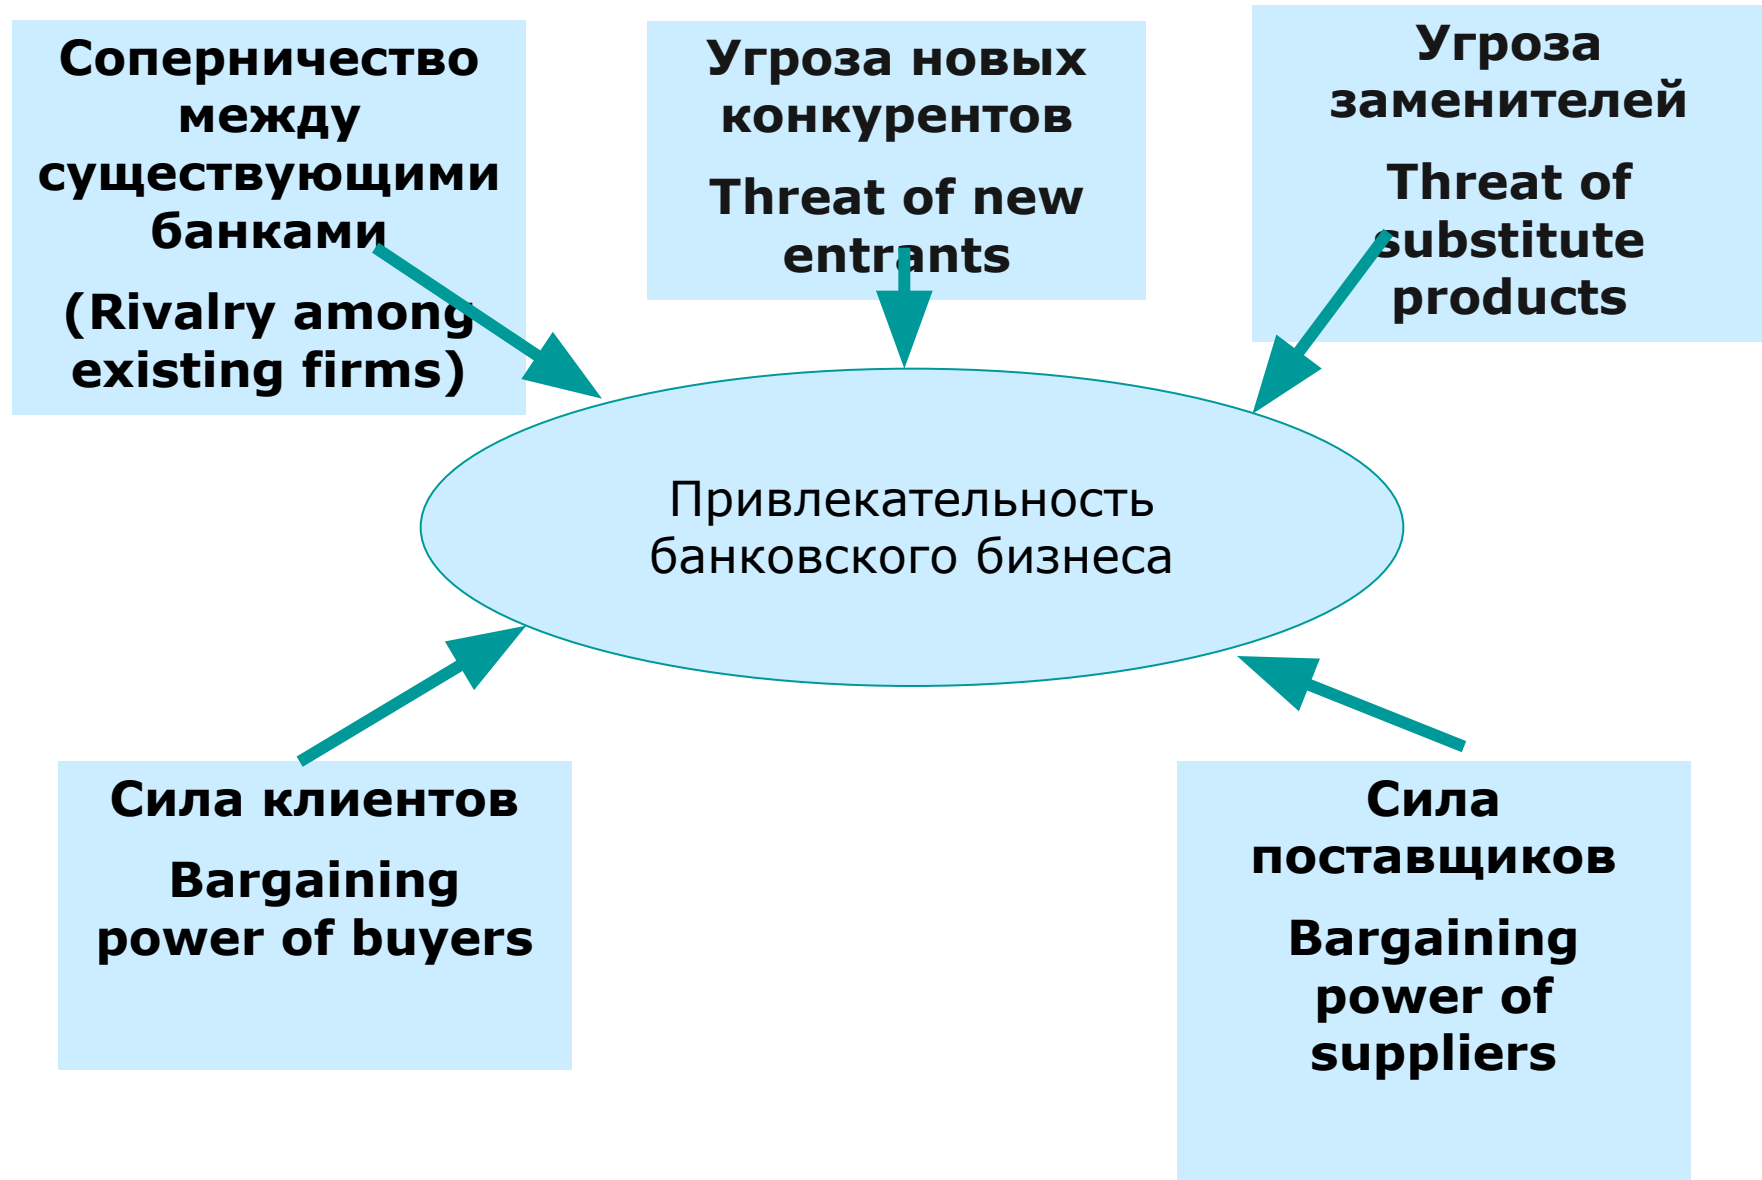 Соперничество
между
существующими
банками
(Rivalry among
existing firms)
Угроза новых
конкурентов
Threat of new
entrants
Угроза
заменителей
Threat of
substitute
products
Привлекательность
банковского бизнеса
Сила клиентов
Bargaining
power of buyers
Сила
поставщиков
Bargaining
power of
suppliers